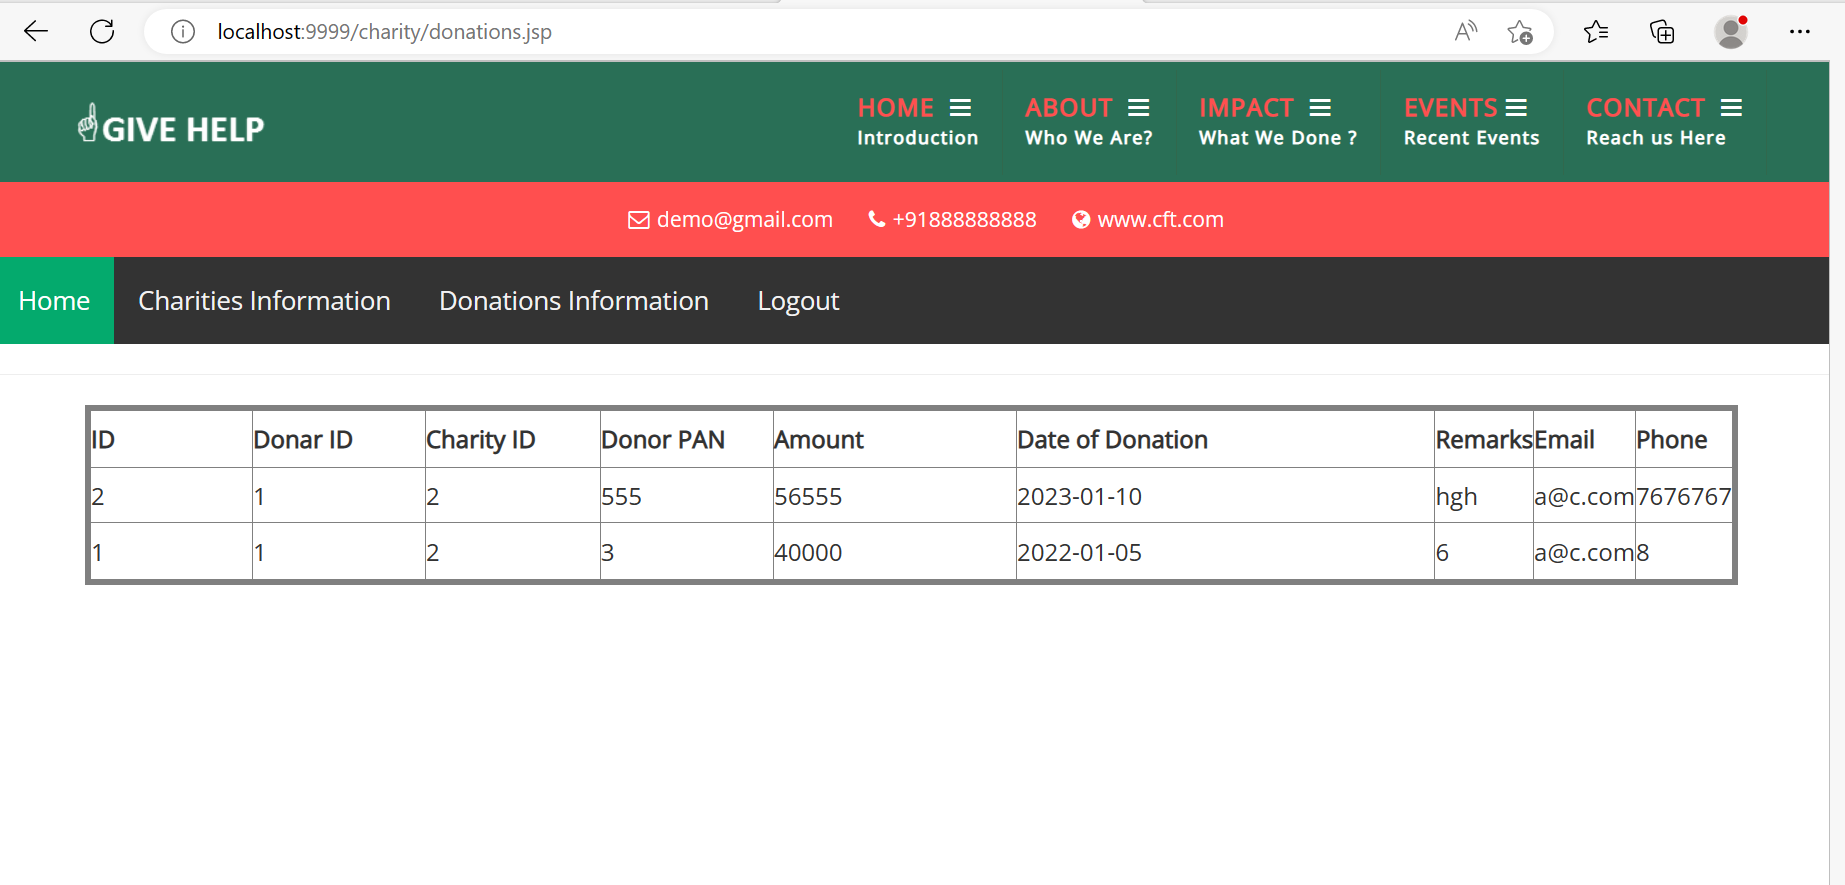 localhost:9999/charity/donations.jsp
GIVE HELP
HOME ABOUT IMPACT EVENTS CONTACT
Introduction Who We Are? What We Done ? Recent Events Reach us Here
demo@gmail.com +91888888888 www.cft.com
Home Charities Information Donations Information Logout
ID Donar ID Charity ID Donor PAN Amount Date of Donation Remarks Email Phone
2 1 2 555 56555 2023-01-10 hgh a@c.com 7676767
1 1 2 3 40000 2022-01-05 6 a@c.com 8